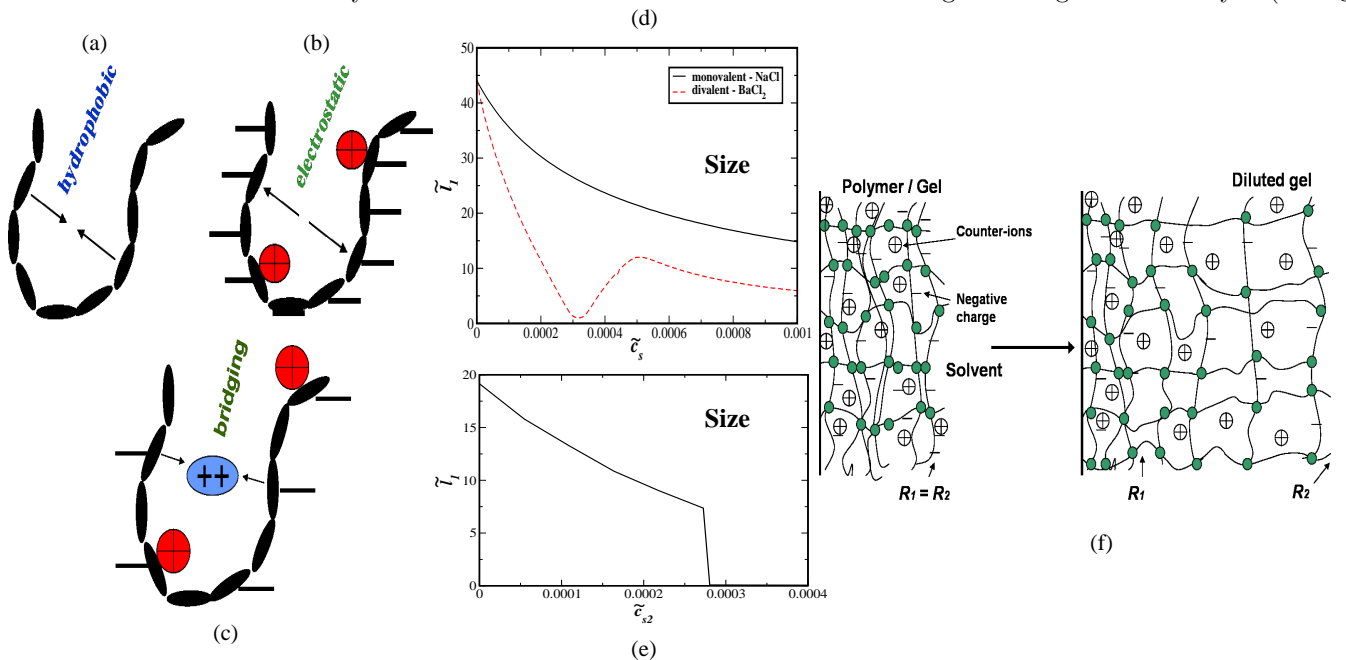 (d)
(a)
(b)
hydrophobic
electrostatic
50
40
30
20
10
0
monovalent - NaCl
divalent - BaCl₂
Size
l̃₁
0
0.0002
0.0004
0.0006
0.0008
0.001
c̃ₛ
bridging
++
(c)
20
15
10
5
0
Size
l̃₁
0
0.0001
0.0002
0.0003
0.0004
c̃ₛ₂
(e)
Polymer / Gel
Counter-ions
Negative
charge
Solvent
R₁ = R₂
Diluted gel
R₁
R₂
(f)